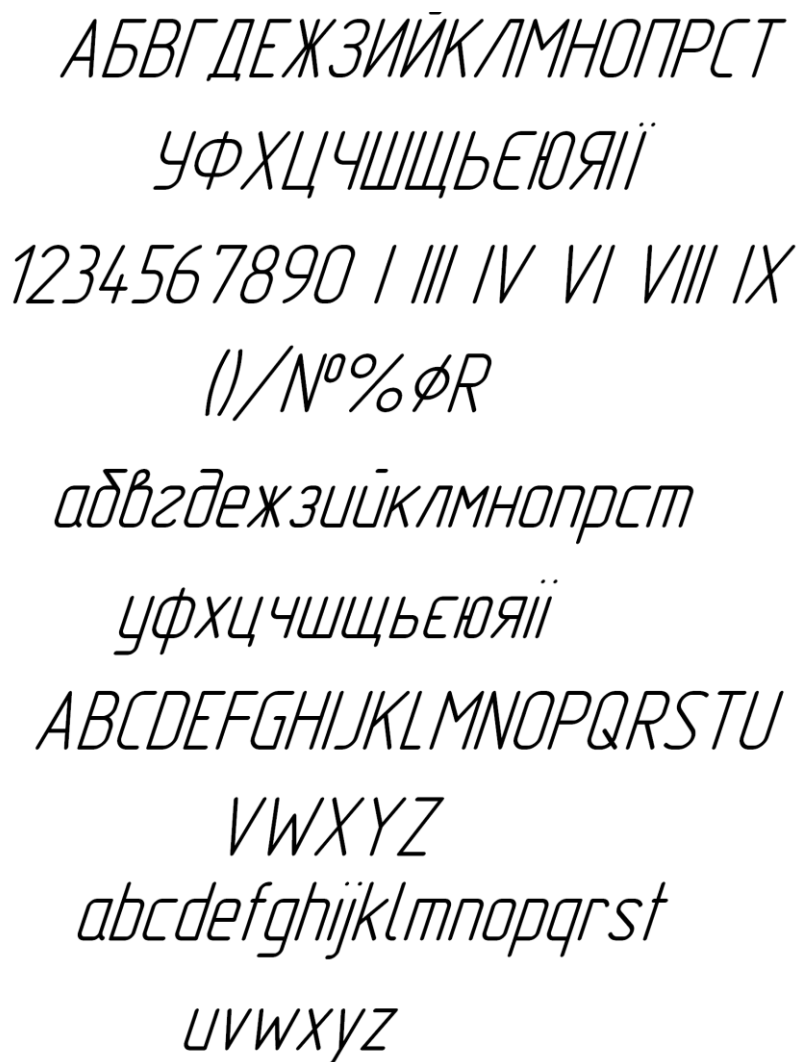 АБВГДЕЖЗИЙКЛМНОПРСТ
УФХЦЧШЩЬЄЮЯІЇ
1234567890 I III IV VI VIII IX
()/№%⌀R
абвгдежзийклмнопрст
уфхцчшщьєюяії
ABCDEFGHIJKLMNOPQRSTU
VWXYZ
abcdefghijklmnopqrst
uvwxyz